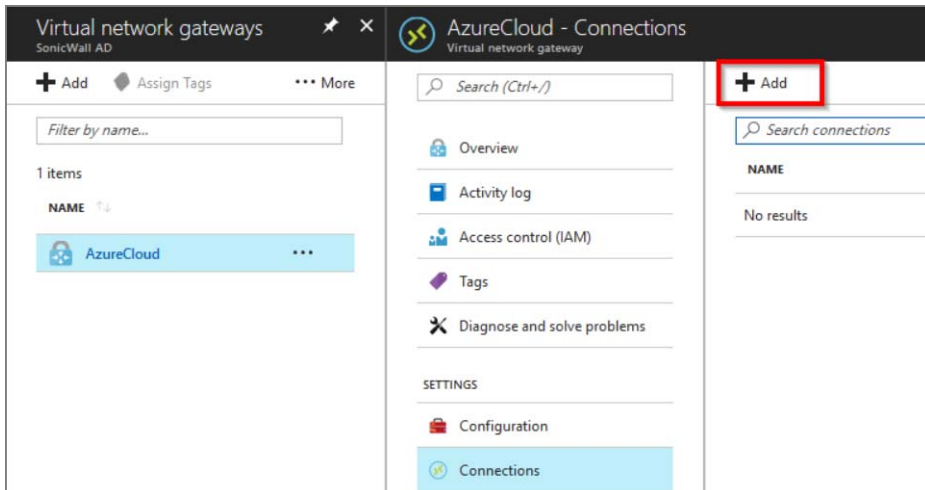 Virtual network gateways
SonicWall AD
Add
Assign Tags
More
Filter by name...
1 items
NAME
AzureCloud
AzureCloud - Connections
Virtual network gateway
Search (Ctrl+/)
Overview
Activity log
Access control (IAM)
Tags
Diagnose and solve problems
SETTINGS
Configuration
Connections
Add
Search connections
NAME
No results